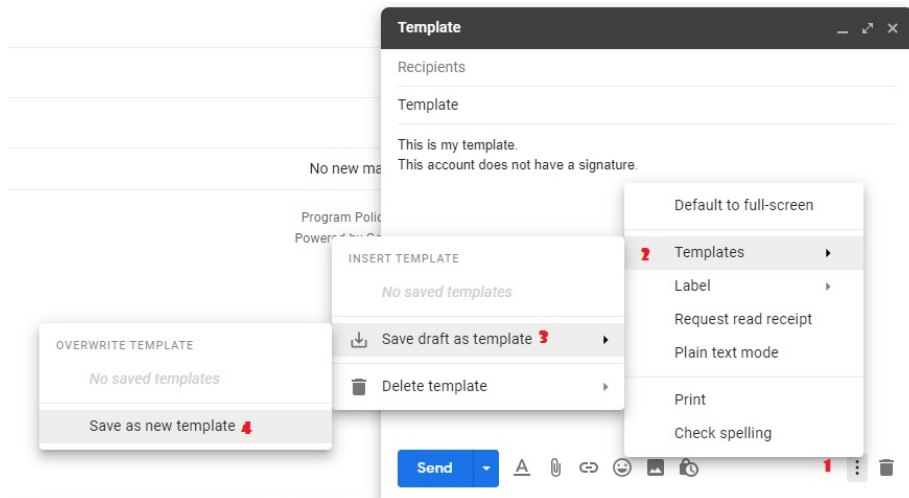 Template
Recipients
Template
This is my template.
This account does not have a signature.
No new ma
Program Polic
Powered by
Default to full-screen
2 Templates
Label
Request read receipt
Plain text mode
Print
Check spelling
INSERT TEMPLATE
No saved templates
Save draft as template 3
Delete template
OVERWRITE TEMPLATE
No saved templates
Save as new template 4
Send
A
1